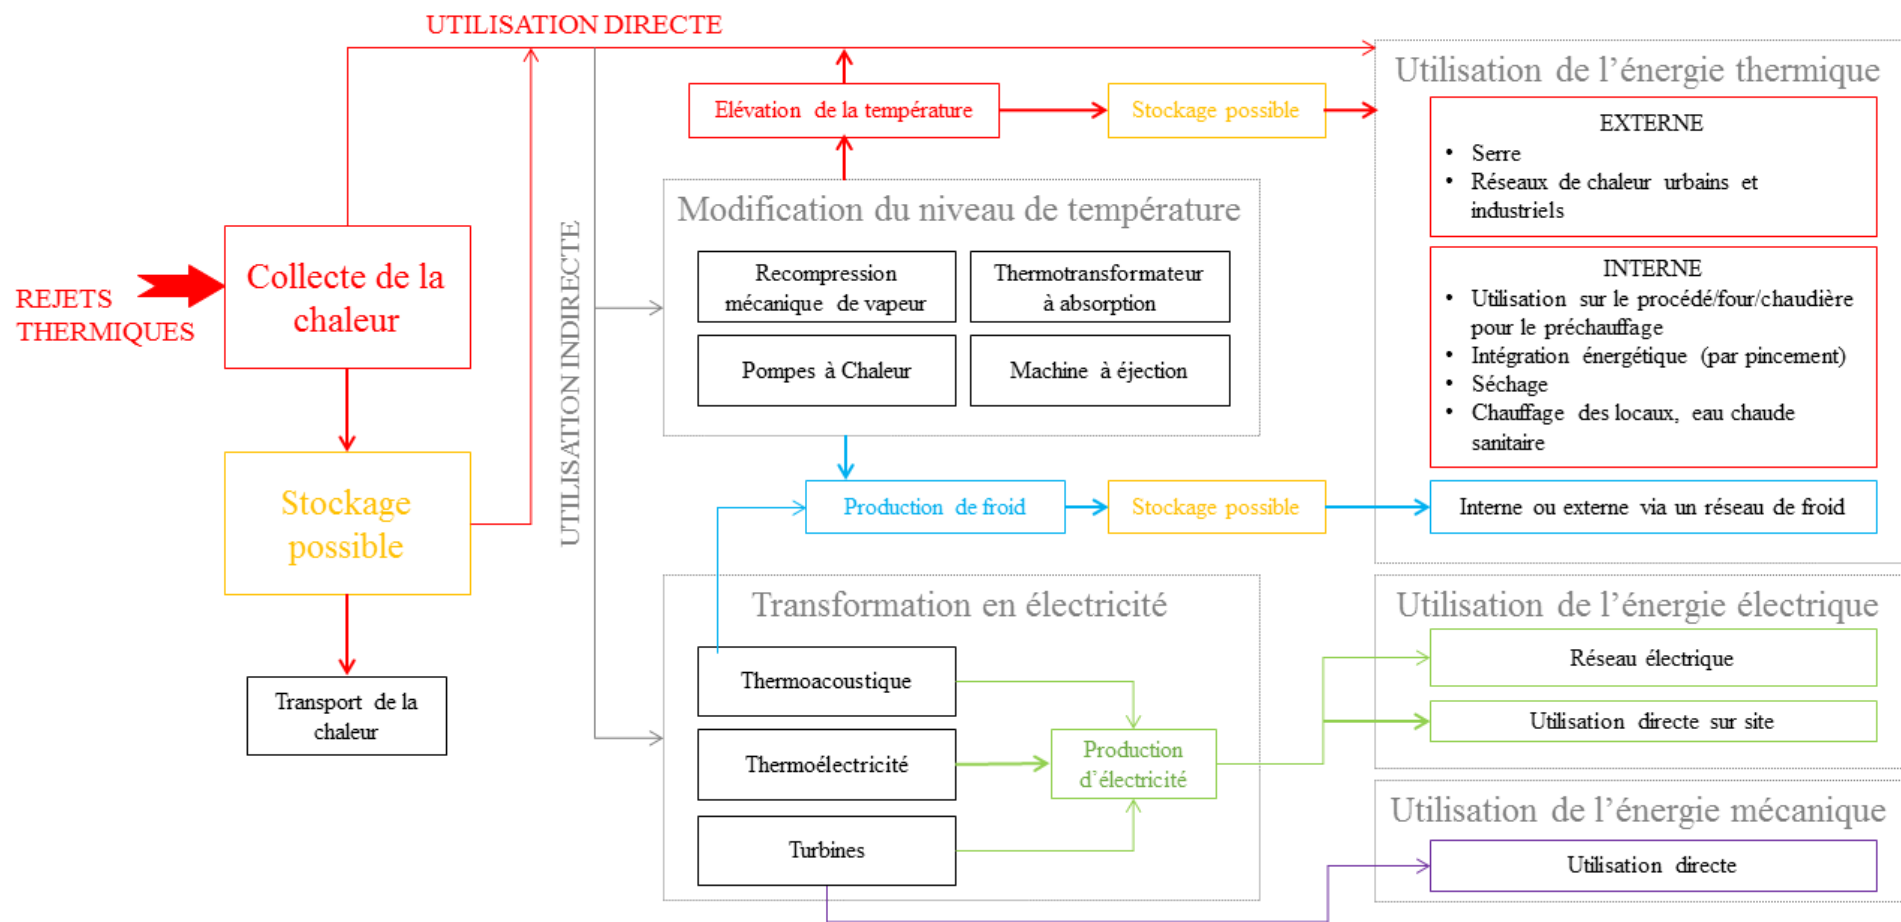 UTILISATION DIRECTE
REJETS
THERMIQUES
Collecte de la
chaleur
Stockage
possible
Transport de la
chaleur
UTILISATION INDIRECTE
Elévation de la température
Stockage possible
Modification du niveau de température
Recompression
mécanique de vapeur
Thermotransformateur
à absorption
Pompes à Chaleur
Machine à éjection
Production de froid
Stockage possible
Transformation en électricité
Thermoacoustique
Thermoélectricité
Turbines
Production
d’électricité
Utilisation de l’énergie thermique
EXTERNE
• Serre
• Réseaux de chaleur urbains et
industriels
INTERNE
• Utilisation sur le procédé/four/chaudière
pour le préchauffage
• Intégration énergétique (par pincement)
• Séchage
• Chauffage des locaux, eau chaude
sanitaire
Interne ou externe via un réseau de froid
Utilisation de l’énergie électrique
Réseau électrique
Utilisation directe sur site
Utilisation de l’énergie mécanique
Utilisation directe